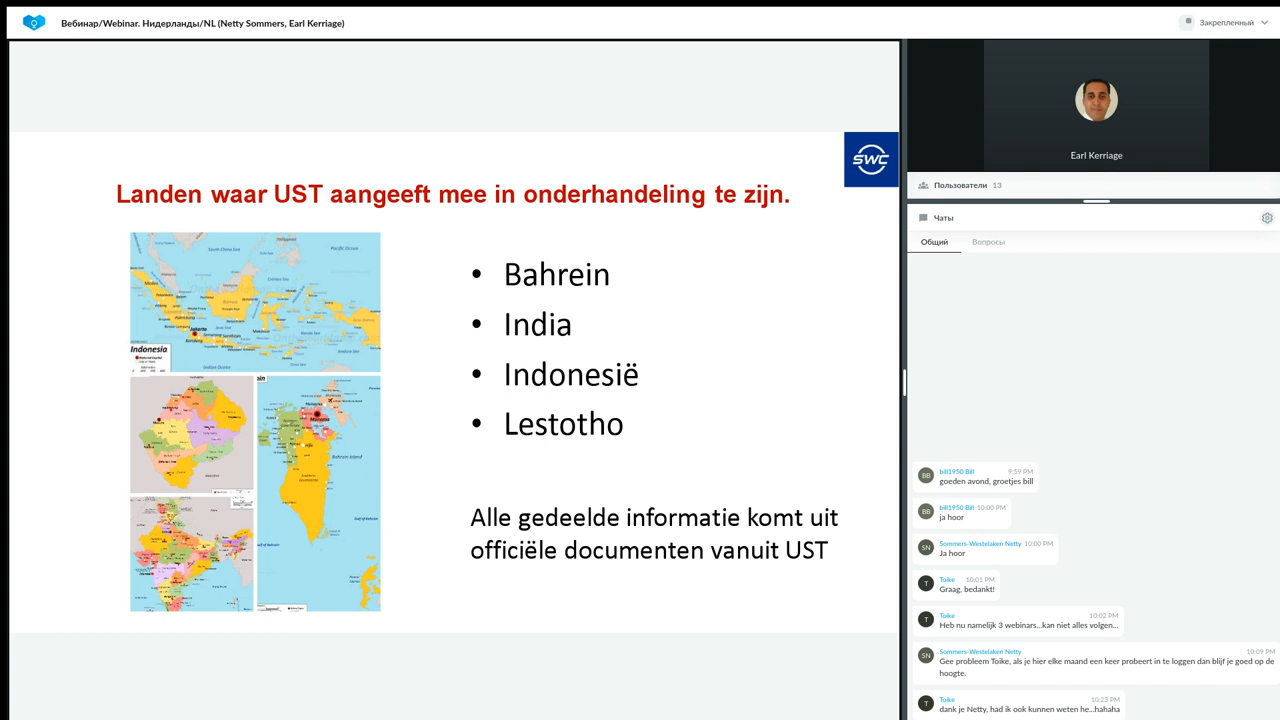 Вебинар/Webinar. Нидерланды/NL (Netty Sommers, Earl Kerriage)
Закрепленный
SWC
Landen waar UST aangeeft mee in onderhandeling te zijn.
Indonesia
• Bahrein
• India
• Indonesië
• Lestotho
Alle gedeelde informatie komt uit
officiële documenten vanuit UST
Earl Kerriage
Пользователи 13
Чаты
Общий Вопросы
BB bill1950 Bill 9:59 PM
goeden avond, groetjes bill
BB bill1950 Bill 10:00 PM
ja hoor
SN Sommers-Westelaken Netty 10:00 PM
Ja hoor
T Toike 10:01 PM
Graag, bedankt!
T Toike 10:02 PM
Heb nu namelijk 3 webinars...kan niet alles volgen...
SN Sommers-Westelaken Netty 10:09 PM
Gee probleem Toike, als je hier elke maand een keer probeert in te loggen dan blijf je goed op de
hoogte.
T Toike 10:23 PM
dank je Netty, had ik ook kunnen weten he...hahaha